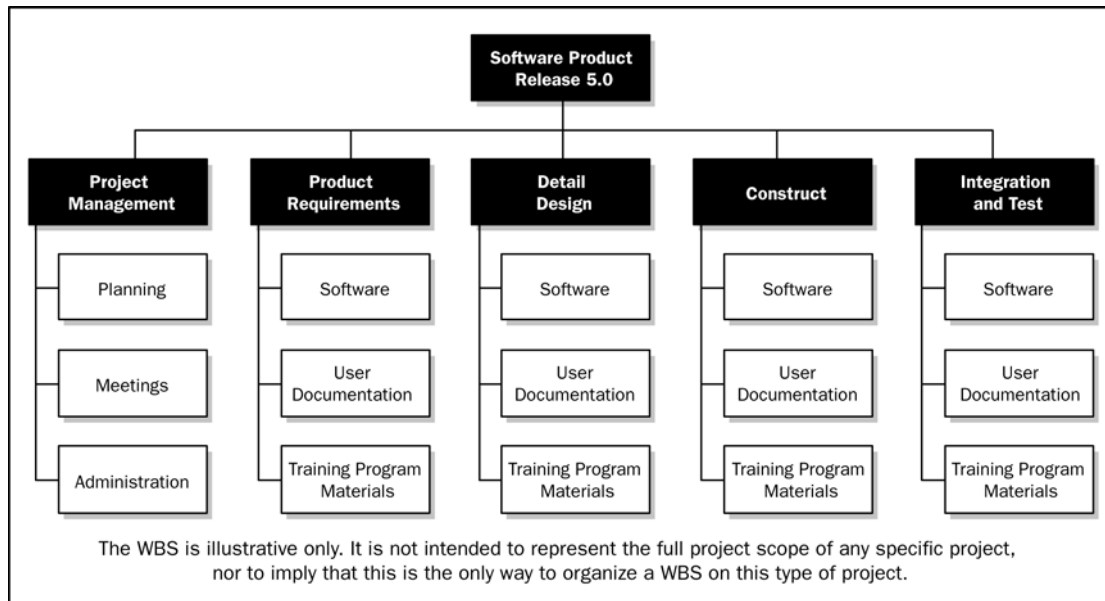 Software Product
Release 5.0
Project
Management
Product
Requirements
Detail
Design
Construct
Integration
and Test
Planning
Software
Software
Software
Software
Meetings
User
Documentation
User
Documentation
User
Documentation
User
Documentation
Administration
Training Program
Materials
Training Program
Materials
Training Program
Materials
Training Program
Materials
The WBS is illustrative only. It is not intended to represent the full project scope of any specific project,
nor to imply that this is the only way to organize a WBS on this type of project.